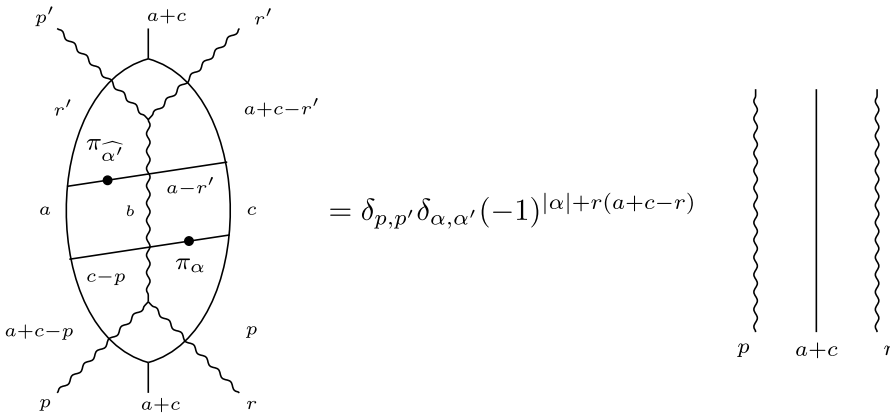 p′ a+c r′
r′ a+c−r′
π_{\widehat{α′}}
a−r′
a b c
= δ_{p,p′}δ_{α,α′}(−1)^{|α|+r(a+c−r)}
π_α
c−p
a+c−p p
p a+c r
p a+c r